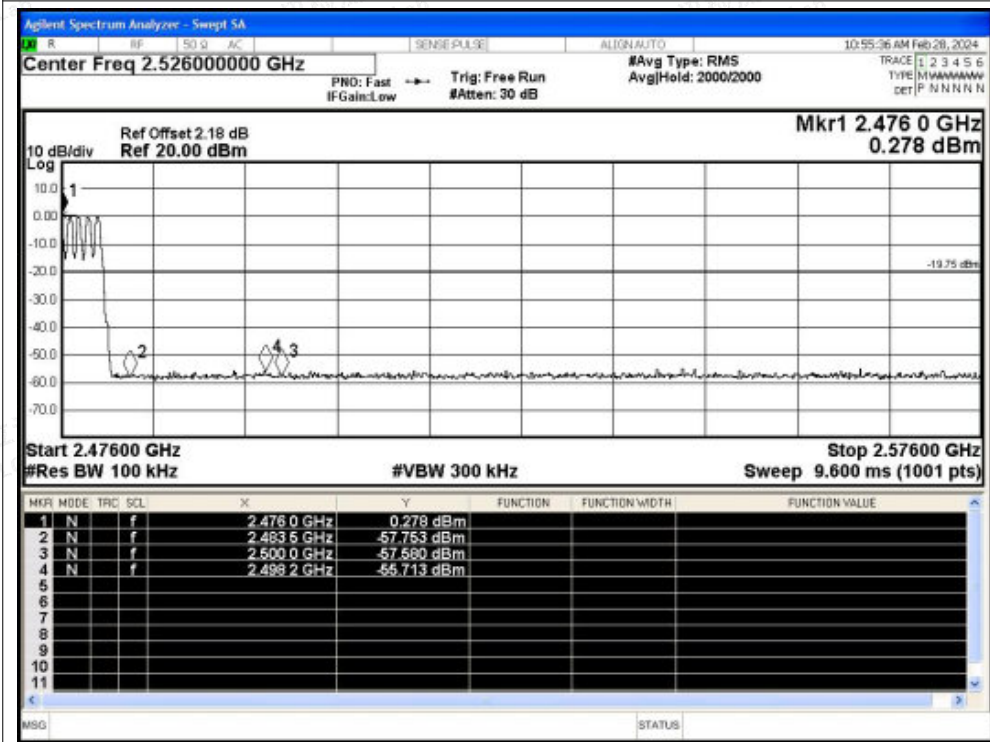 Agilent Spectrum Analyzer - Swept SA
LXI R RF 50 Ω AC SENSE:PULSE ALIGN AUTO 10:55:36 AM Feb 28, 2024
Center Freq 2.526000000 GHz
PNO: Fast Trig: Free Run #Avg Type: RMS TRACE 1 2 3 4 5 6
IFGain:Low #Atten: 30 dB Avg|Hold: 2000/2000 TYPE M
DET P N N N N N
Mkr1 2.476 0 GHz
0.278 dBm
Ref Offset 2.18 dB
10 dB/div Ref 20.00 dBm
Log
10.0
1
0.00
-10.0
-19.75 dBm
-20.0
-30.0
-40.0
-50.0
2 4 3
-60.0
-70.0
Start 2.47600 GHz Stop 2.57600 GHz
#Res BW 100 kHz #VBW 300 kHz Sweep 9.600 ms (1001 pts)
MKR MODE TRC SCL X Y FUNCTION FUNCTION WIDTH FUNCTION VALUE
1 N f 2.476 0 GHz 0.278 dBm
2 N f 2.483 5 GHz -57.753 dBm
3 N f 2.500 0 GHz -57.580 dBm
4 N f 2.498 2 GHz -55.713 dBm
5
6
7
8
9
10
11
MSG STATUS